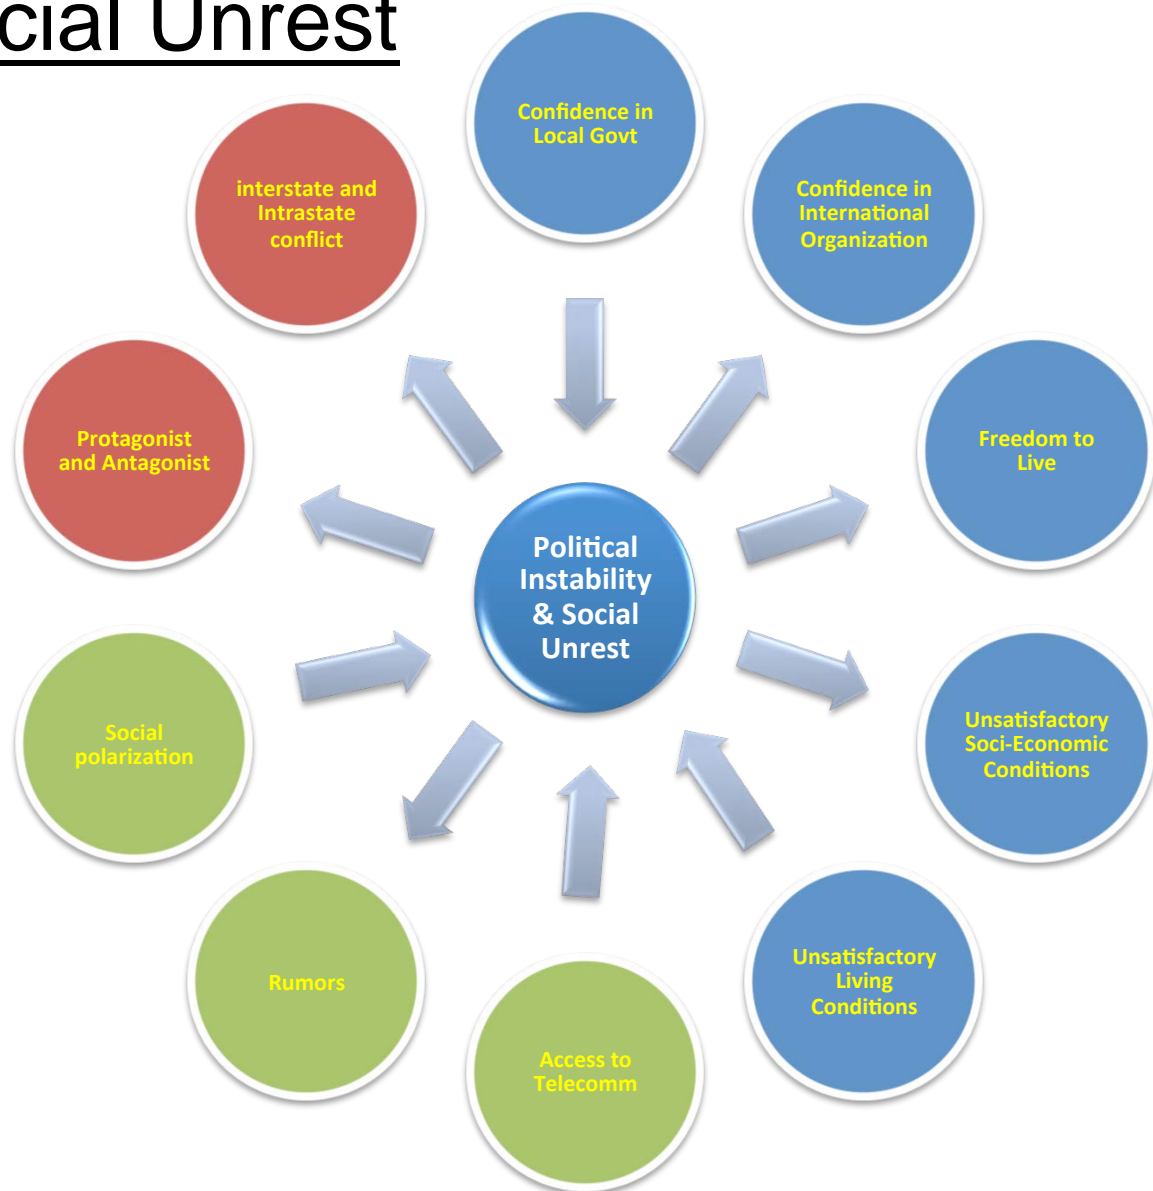 cial Unrest
Confidence in
Local Govt
Confidence in
International
Organization
Freedom to
Live
Unsatisfactory
Soci-Economic
Conditions
Unsatisfactory
Living
Conditions
Access to
Telecomm
Rumors
Social
polarization
Protagonist
and Antagonist
interstate and
Intrastate
conflict
Political
Instability
& Social
Unrest